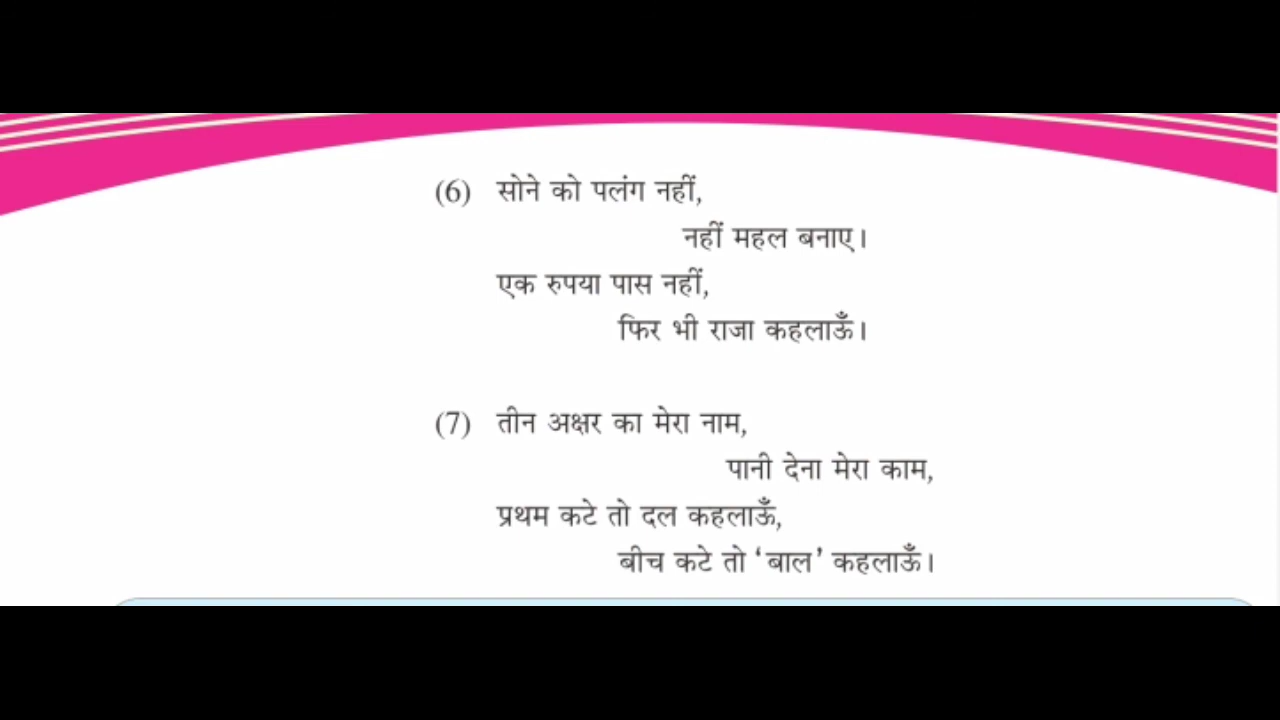 (6) सोने को पलंग नहीं,
नहीं महल बनाए।
एक रुपया पास नहीं,
फिर भी राजा कहलाऊँ।
(7) तीन अक्षर का मेरा नाम,
पानी देना मेरा काम,
प्रथम कटे तो दल कहलाऊँ,
बीच कटे तो ‘बाल’ कहलाऊँ।